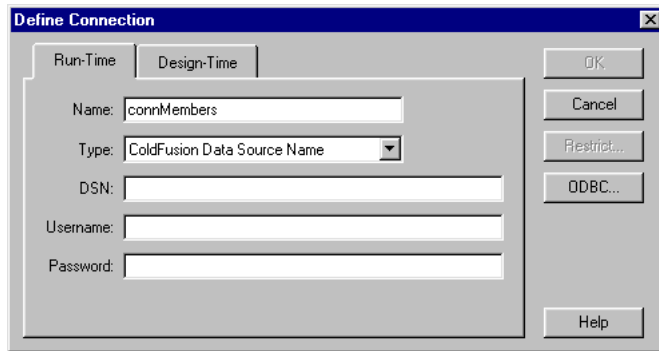 Define Connection
Run-Time
Design-Time
OK
Name: connMembers
Cancel
Type: ColdFusion Data Source Name
Restrict...
DSN:
ODBC...
Username:
Password:
Help